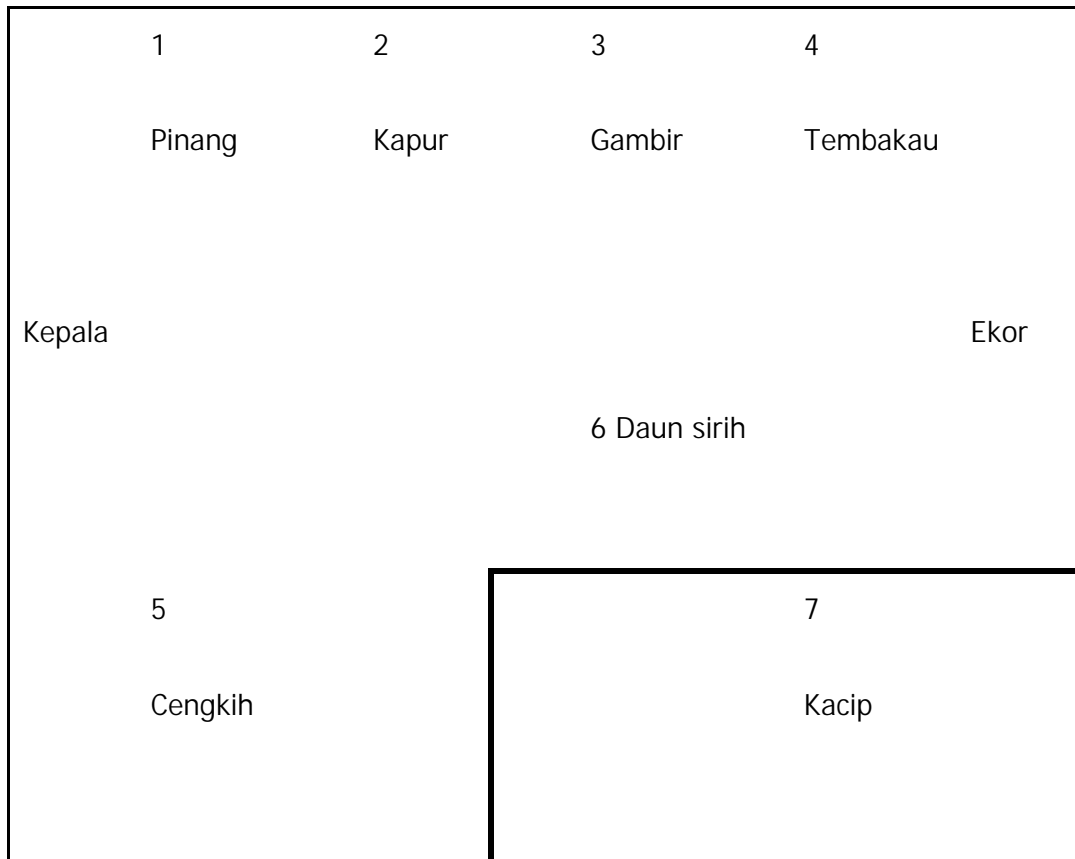 1 2 3 4
Pinang Kapur Gambir Tembakau
Kepala Ekor
6 Daun sirih
5 7
Cengkih Kacip